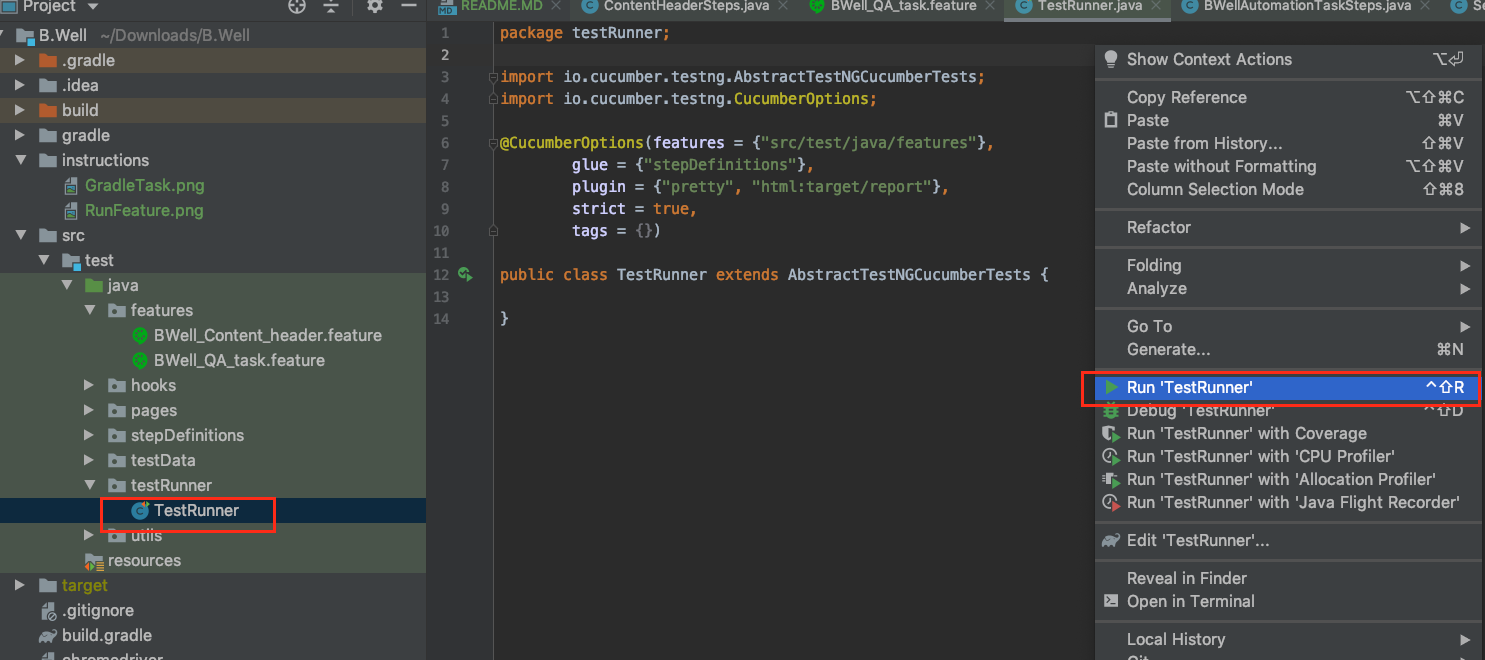 Project
B.Well ~/Downloads/B.Well
.gradle
.idea
build
gradle
instructions
GradleTask.png
RunFeature.png
src
test
java
features
BWell_Content_header.feature
BWell_QA_task.feature
hooks
pages
stepDefinitions
testData
testRunner
TestRunner
utils
resources
target
.gitignore
build.gradle
chromedriver
README.MD
ContentHeaderSteps.java
BWell_QA_task.feature
TestRunner.java
BWellAutomationTaskSteps.java
1 package testRunner;
2
3 import io.cucumber.testng.AbstractTestNGCucumberTests;
4 import io.cucumber.testng.CucumberOptions;
5
6 @CucumberOptions(features = {"src/test/java/features"},
7 glue = {"stepDefinitions"},
8 plugin = {"pretty", "html:target/report"},
9 strict = true,
10 tags = {})
11
12 public class TestRunner extends AbstractTestNGCucumberTests {
13
14 }
Show Context Actions ⌥⏎
Copy Reference ⌥⇧⌘C
Paste ⌘V
Paste from History... ⇧⌘V
Paste without Formatting ⌥⇧⌘V
Column Selection Mode ⇧⌘8
Refactor
Folding
Analyze
Go To
Generate... ⌘N
Run 'TestRunner' ^⇧R
Debug 'TestRunner' ^⇧D
Run 'TestRunner' with Coverage
Run 'TestRunner' with 'CPU Profiler'
Run 'TestRunner' with 'Allocation Profiler'
Run 'TestRunner' with 'Java Flight Recorder'
Edit 'TestRunner'...
Reveal in Finder
Open in Terminal
Local History